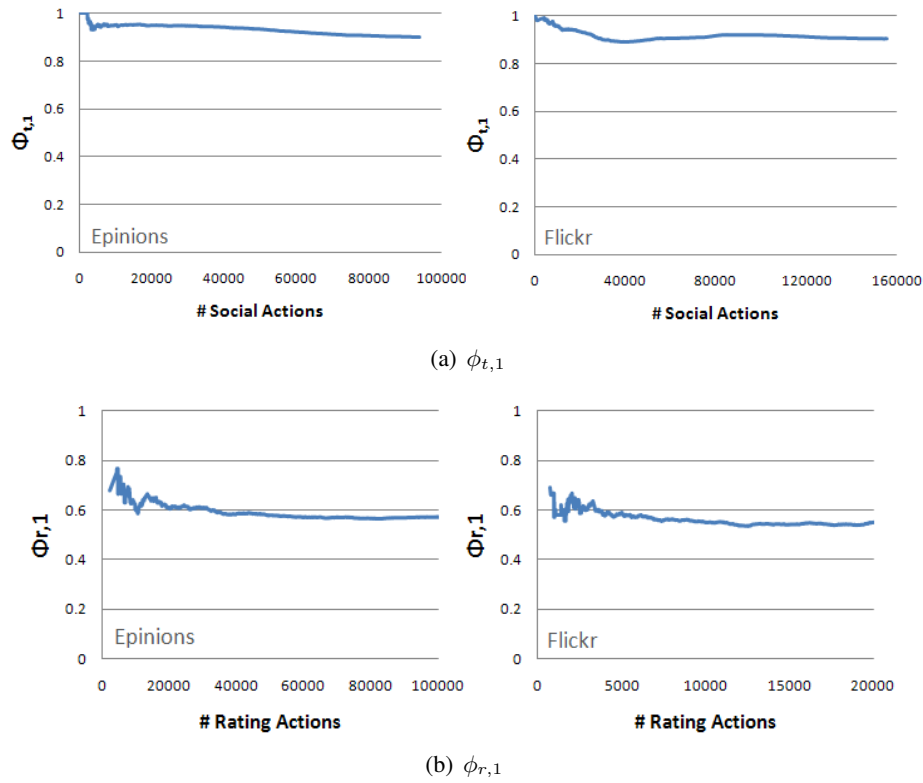 1
0.8
0.6
0.4
0.2
0
Φt,1
Epinions
0 20000 40000 60000 80000 100000
# Social Actions
1
0.8
0.6
0.4
0.2
0
Φt,1
Flickr
0 40000 80000 120000 160000
# Social Actions
(a) ϕt,1
1
0.8
0.6
0.4
0.2
0
Φr,1
Epinions
0 20000 40000 60000 80000 100000
# Rating Actions
1
0.8
0.6
0.4
0.2
0
Φr,1
Flickr
0 5000 10000 15000 20000
# Rating Actions
(b) ϕr,1